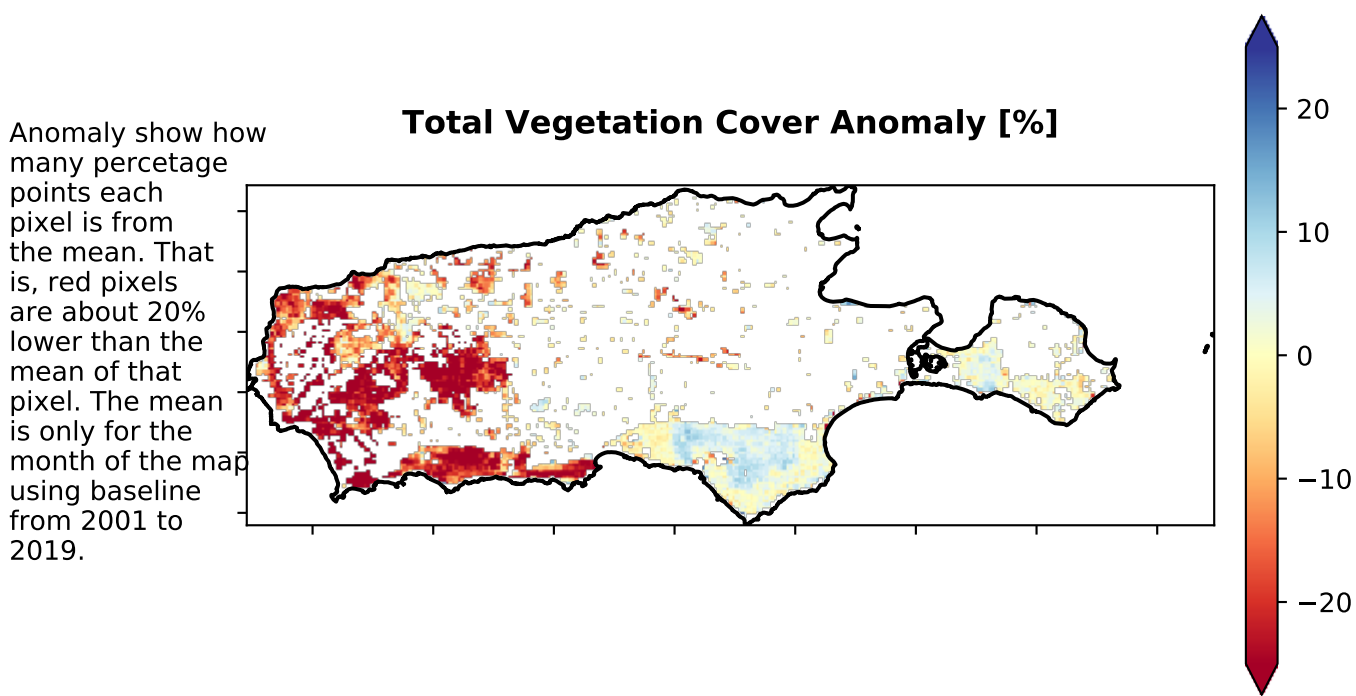 Total Vegetation Cover Anomaly [%]
Anomaly show how
many percetage
points each
pixel is from
the mean. That
is, red pixels
are about 20%
lower than the
mean of that
pixel. The mean
is only for the
month of the map
using baseline
from 2001 to
2019.
20
10
0
−10
−20